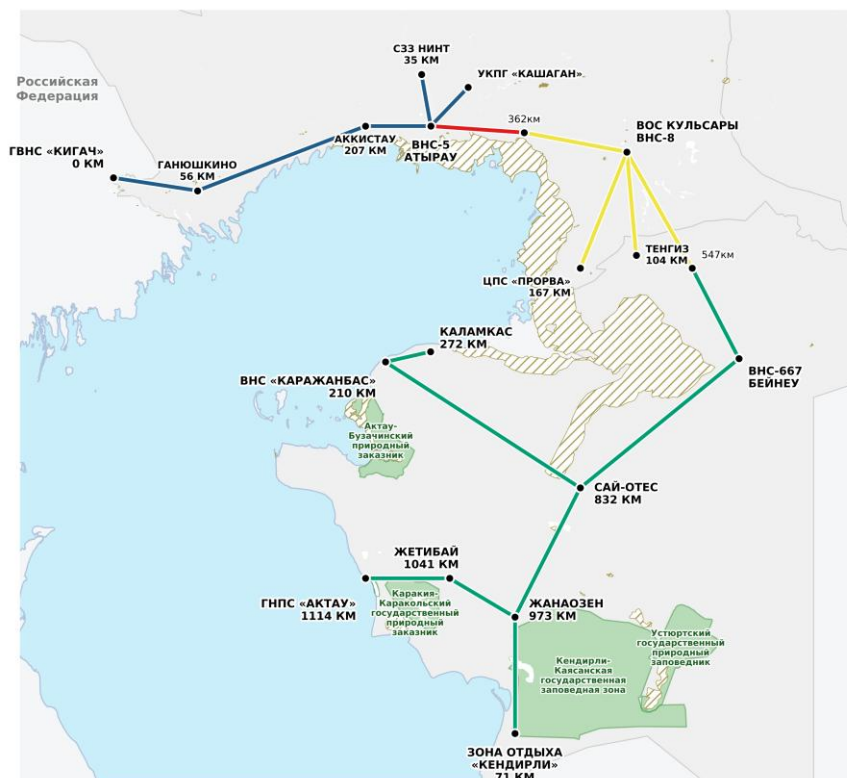 СЗЗ НИНТ
35 КМ
УКПГ «КАШАГАН»
Российская
Федерация
362км
ВОС КУЛЬСАРЫ
ВНС-8
АККИСТАУ
207 КМ
ВНС-5
АТЫРАУ
ГВНС «КИГАЧ»
0 КМ
ГАНЮШКИНО
56 КМ
ТЕНГИЗ
104 КМ
547км
ЦПС «ПРОРВА»
167 КМ
КАЛАМКАС
272 КМ
ВНС-667
БЕЙНЕУ
ВНС «КАРАЖАНБАС»
210 КМ
Актау-
Бузачинский
природный
заказник
САЙ-ОТЕС
832 КМ
ЖЕТИБАЙ
1041 КМ
ГНПС «АКТАУ»
1114 КМ
Каракия-
Каракольский
государственный
природный
заказник
ЖАНАОЗЕН
973 КМ
Устюртский
государственный
природный
заповедник
Кендирли-
Каясанская
государственная
заповедная зона
ЗОНА ОТДЫХА
«КЕНДИРЛИ»
71 КМ